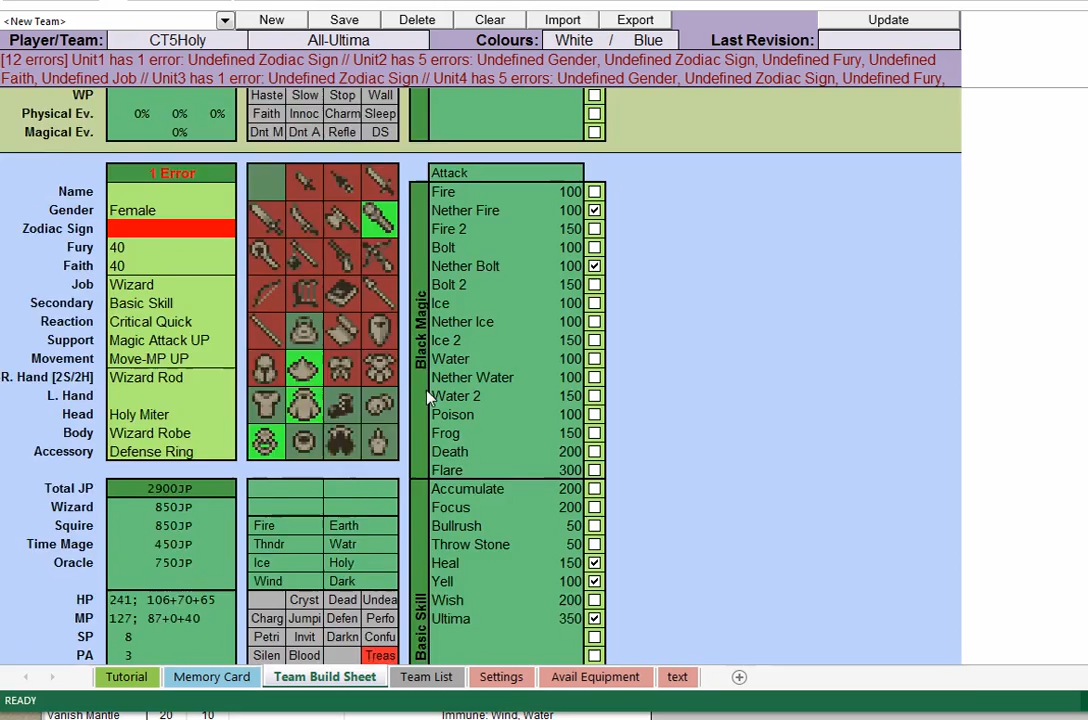 <New Team> New Save Delete Clear Import Export Update
Player/Team: CT5Holy All-Ultima Colours: White / Blue Last Revision:
[12 errors] Unit1 has 1 error: Undefined Zodiac Sign // Unit2 has 5 errors: Undefined Gender, Undefined Zodiac Sign, Undefined Fury, Undefined
Faith, Undefined Job // Unit3 has 1 error: Undefined Zodiac Sign // Unit4 has 5 errors: Undefined Gender, Undefined Zodiac Sign, Undefined Fury,
WP Haste Slow Stop Wall
Physical Ev. 0% 0% 0% Faith Innoc Charm Sleep
Magical Ev. 0% Dnt M Dnt A Refle DS
1 Error Attack
Name Fire 100
Gender Female Nether Fire 100
Zodiac Sign Fire 2 150
Fury 40 Bolt 100
Faith 40 Nether Bolt 100
Job Wizard Bolt 2 150
Secondary Basic Skill Ice 100
Reaction Critical Quick Nether Ice 100
Support Magic Attack UP Ice 2 150
Movement Move-MP UP Water 100
R. Hand [2S/2H] Wizard Rod Nether Water 100
L. Hand Water 2 150
Head Holy Miter Poison 100
Body Wizard Robe Frog 150
Accessory Defense Ring Death 200
Flare 300
Black Magic
Total JP 2900JP Accumulate 200
Wizard 850JP Focus 200
Squire 850JP Fire Earth Bullrush 50
Time Mage 450JP Thndr Watr Throw Stone 50
Oracle 750JP Ice Holy Heal 150
Wind Dark Yell 100
HP 241; 106+70+65 Cryst Dead Undea Wish 200
MP 127; 87+0+40 Charg Jumpi Defen Perfo Ultima 350
SP 8 Petri Invit Darkn Confu
PA 3 Silen Blood Treas
Basic Skill
Tutorial Memory Card Team Build Sheet Team List Settings Avail Equipment text
READY
Vanish Mantle 20 10 Immune: Wind, Water